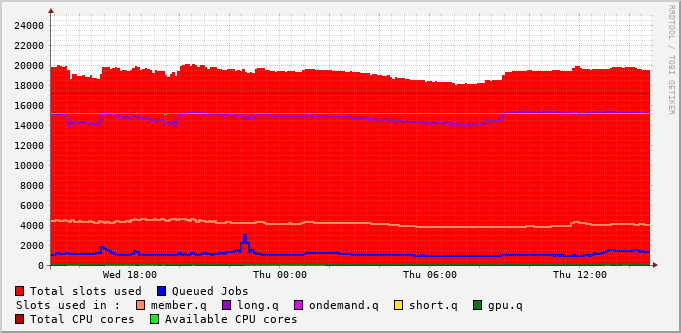 RRDTOOL / TOBI OETIKER
24000
22000
20000
18000
16000
14000
12000
10000
8000
6000
4000
2000
0
Wed 18:00 Thu 00:00 Thu 06:00 Thu 12:00
Total slots used Queued Jobs
Slots used in : member.q long.q ondemand.q short.q gpu.q
Total CPU cores Available CPU cores